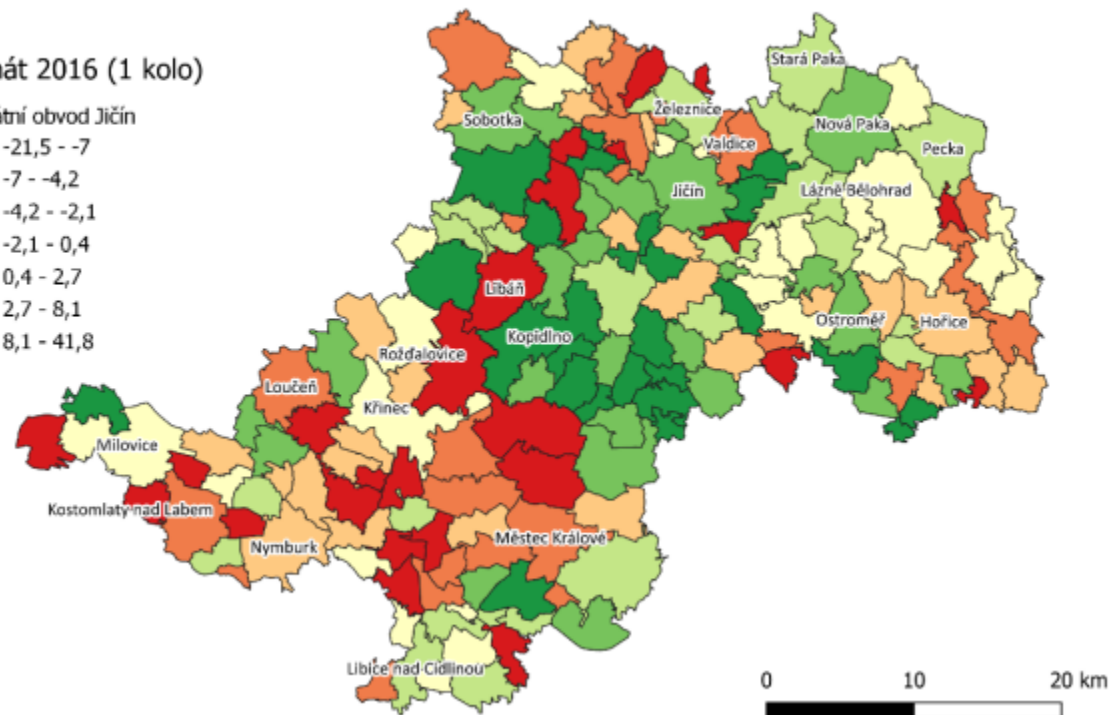 át 2016 (1 kolo)
tní obvod Jičín
-21,5 - -7
-7 - -4,2
-4,2 - -2,1
-2,1 - 0,4
0,4 - 2,7
2,7 - 8,1
8,1 - 41,8
Stará Paka
Železnice
Sobotka
Nová Paka
Valdice
Pecka
Jičín
Lázně Bělohrad
Libáň
Ostroměř
Hořice
Kopidlno
Rožďalovice
Loučeň
Křinec
Milovice
Kostomlaty nad Labem
Městec Králové
Nymburk
Libice nad Cidlinou
0 10 20 km